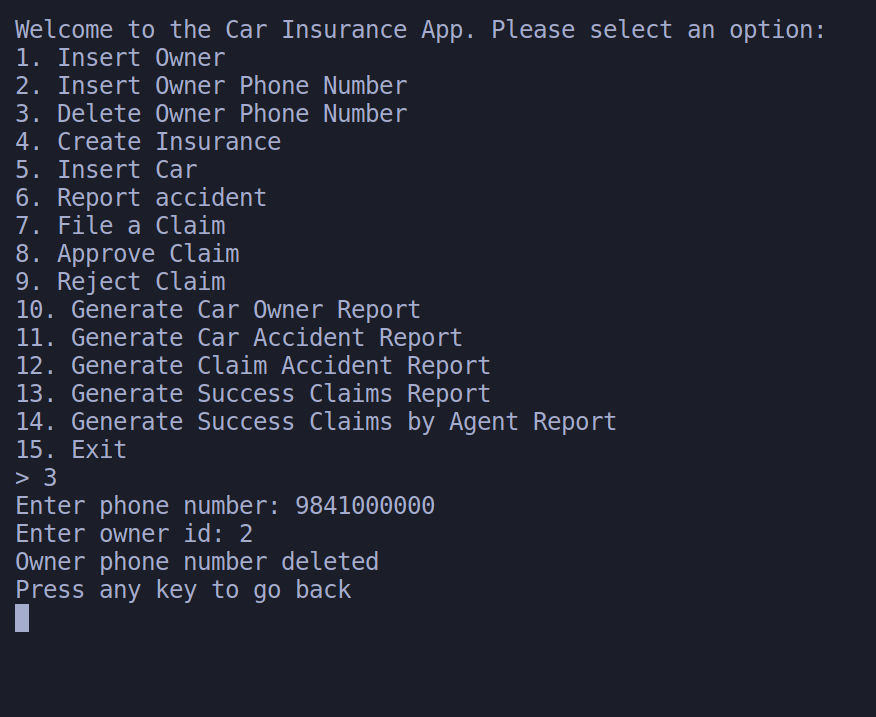 Welcome to the Car Insurance App. Please select an option:
1. Insert Owner
2. Insert Owner Phone Number
3. Delete Owner Phone Number
4. Create Insurance
5. Insert Car
6. Report accident
7. File a Claim
8. Approve Claim
9. Reject Claim
10. Generate Car Owner Report
11. Generate Car Accident Report
12. Generate Claim Accident Report
13. Generate Success Claims Report
14. Generate Success Claims by Agent Report
15. Exit
> 3
Enter phone number: 9841000000
Enter owner id: 2
Owner phone number deleted
Press any key to go back